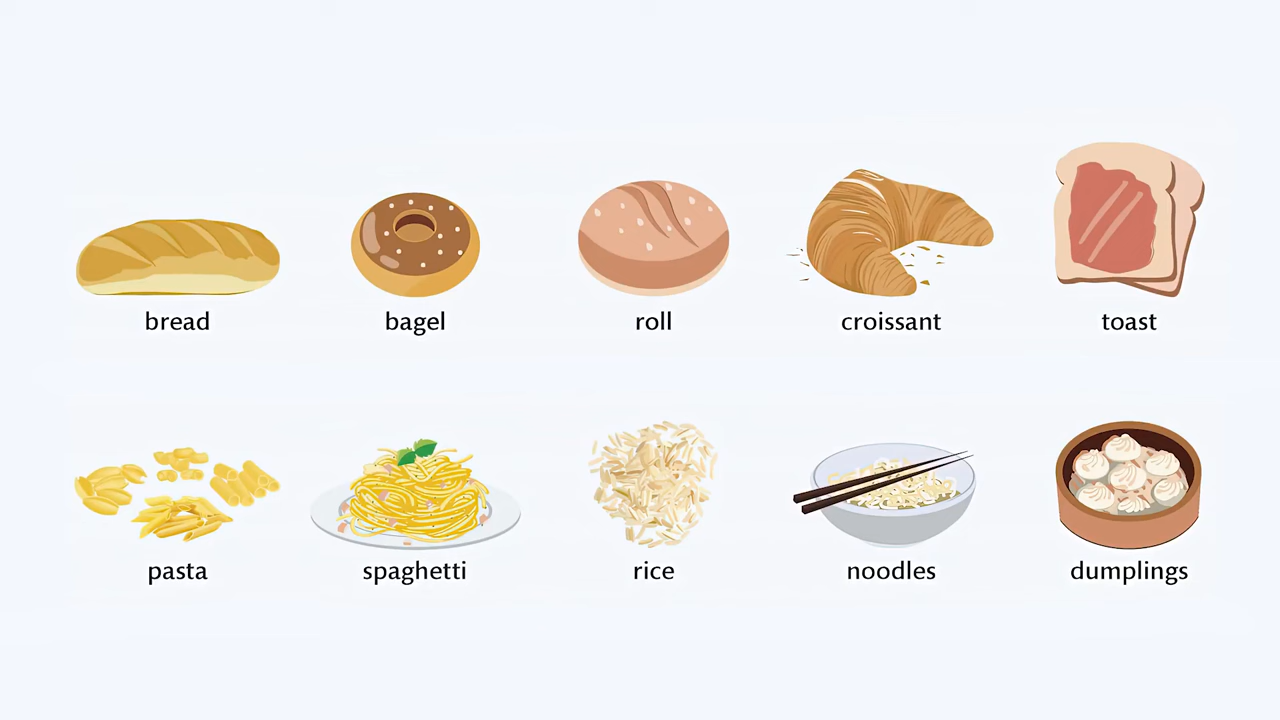 bread
bagel
roll
croissant
toast
pasta
spaghetti
rice
noodles
dumplings